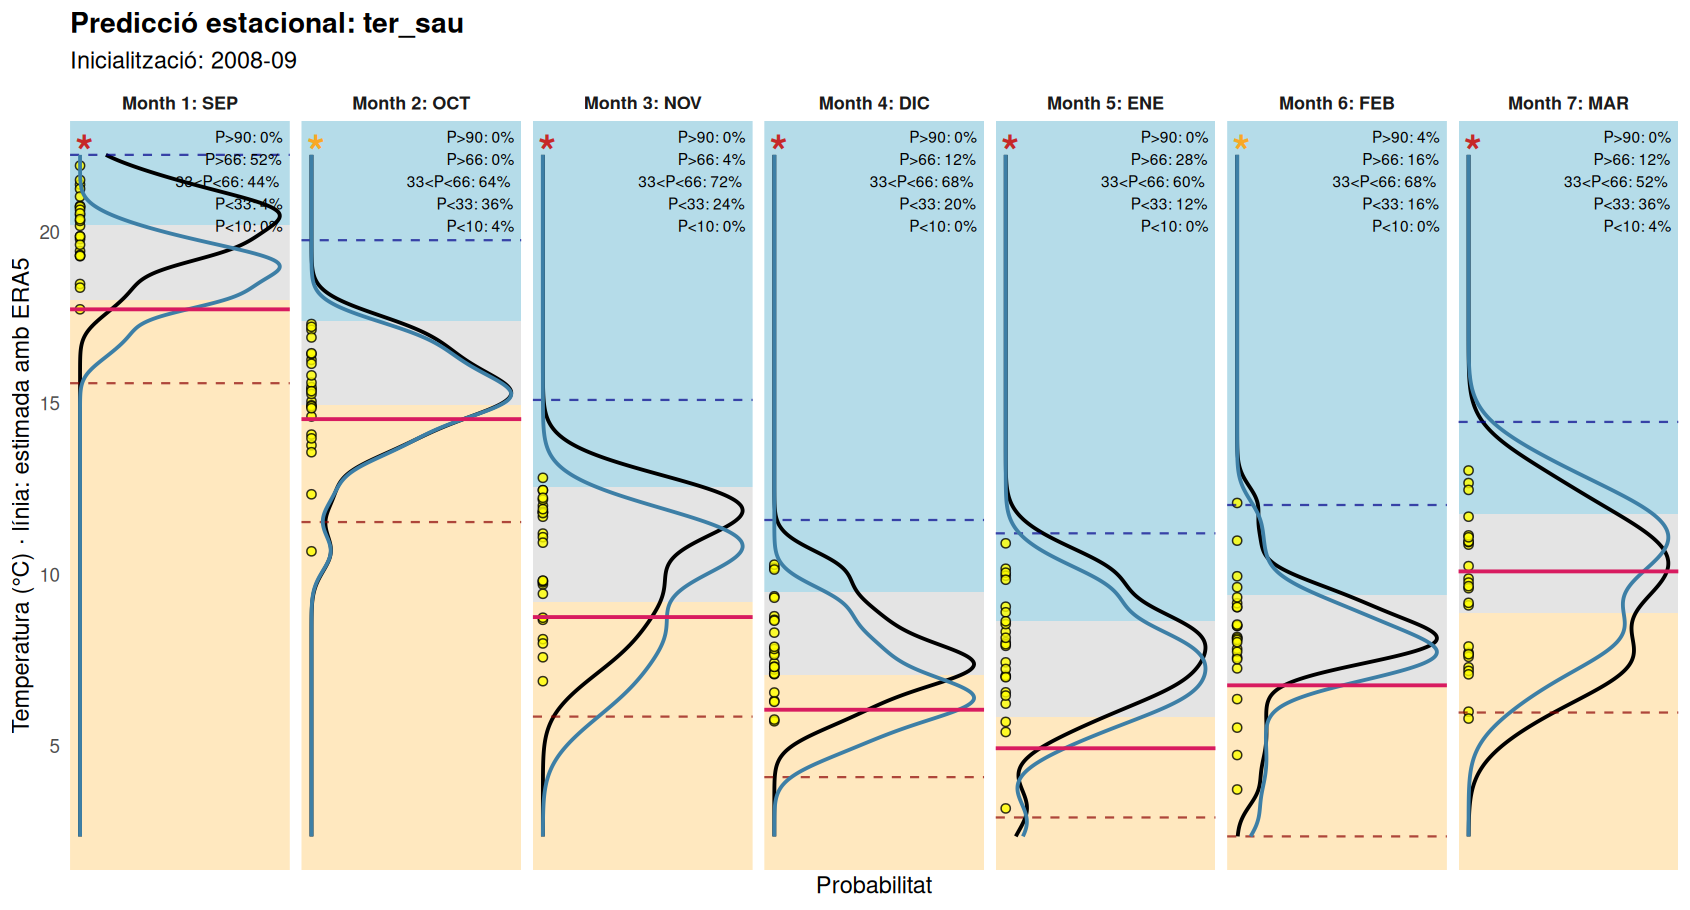 Predicció estacional: ter_sau
Inicialització: 2008-09
Month 1: SEP
Month 2: OCT
Month 3: NOV
Month 4: DIC
Month 5: ENE
Month 6: FEB
Month 7: MAR
*
P>90: 0%
P>66: 52%
33<P<66: 44%
P<33: 4%
P<10: 0%
*
P>90: 0%
P>66: 0%
33<P<66: 64%
P<33: 36%
P<10: 4%
*
P>90: 0%
P>66: 4%
33<P<66: 72%
P<33: 24%
P<10: 0%
*
P>90: 0%
P>66: 12%
33<P<66: 68%
P<33: 20%
P<10: 0%
*
P>90: 0%
P>66: 28%
33<P<66: 60%
P<33: 12%
P<10: 0%
*
P>90: 4%
P>66: 16%
33<P<66: 68%
P<33: 16%
P<10: 0%
*
P>90: 0%
P>66: 12%
33<P<66: 52%
P<33: 36%
P<10: 4%
20
15
10
5
Temperatura (°C) · línia: estimada amb ERA5
Probabilitat